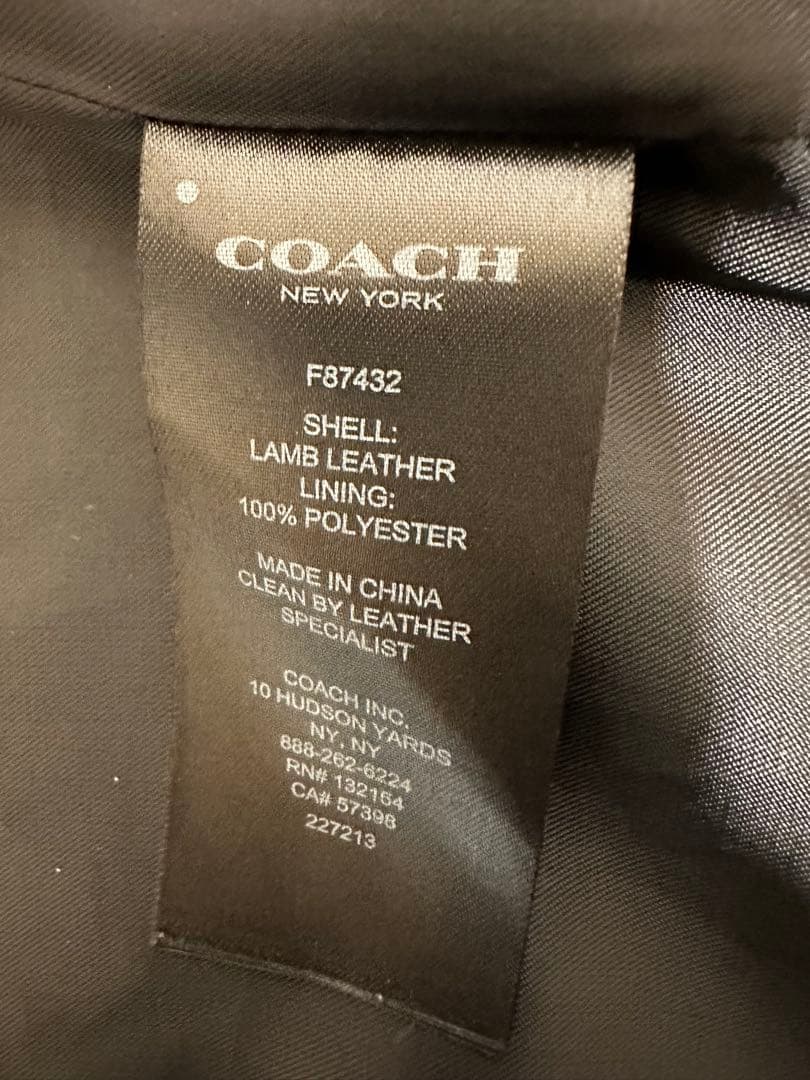 COACH
NEW YORK
F87432
SHELL:
LAMB LEATHER
LINING:
100% POLYESTER
MADE IN CHINA
CLEAN BY LEATHER
SPECIALIST
COACH INC.
10 HUDSON YARDS
NY, NY
888-262-6224
RN# 132164
CA# 57398
227213